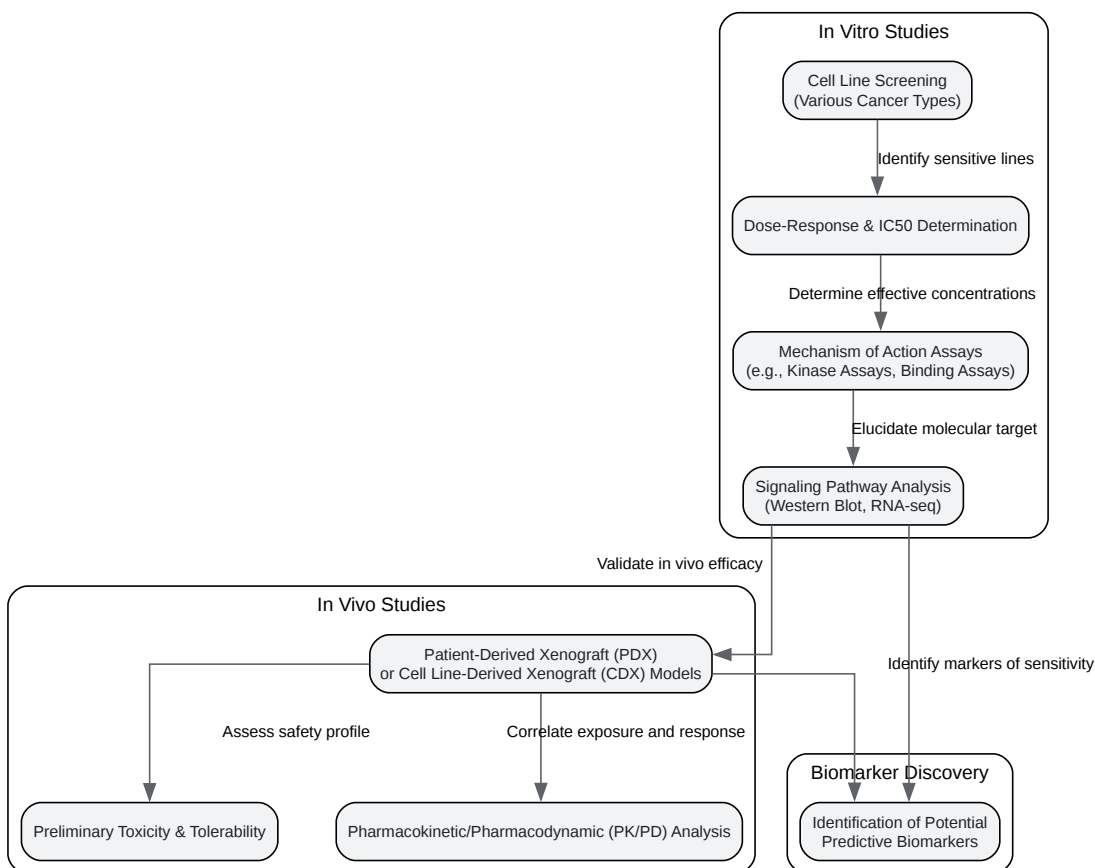 In Vitro Studies
Cell Line Screening
(Various Cancer Types)
Identify sensitive lines
Dose-Response & IC50 Determination
Determine effective concentrations
Mechanism of Action Assays
(e.g., Kinase Assays, Binding Assays)
Elucidate molecular target
Signaling Pathway Analysis
(Western Blot, RNA-seq)
Validate in vivo efficacy
In Vivo Studies
Patient-Derived Xenograft (PDX)
or Cell Line-Derived Xenograft (CDX) Models
Identify markers of sensitivity
Assess safety profile
Correlate exposure and response
Biomarker Discovery
Preliminary Toxicity & Tolerability
Pharmacokinetic/Pharmacodynamic (PK/PD) Analysis
Identification of Potential
Predictive Biomarkers